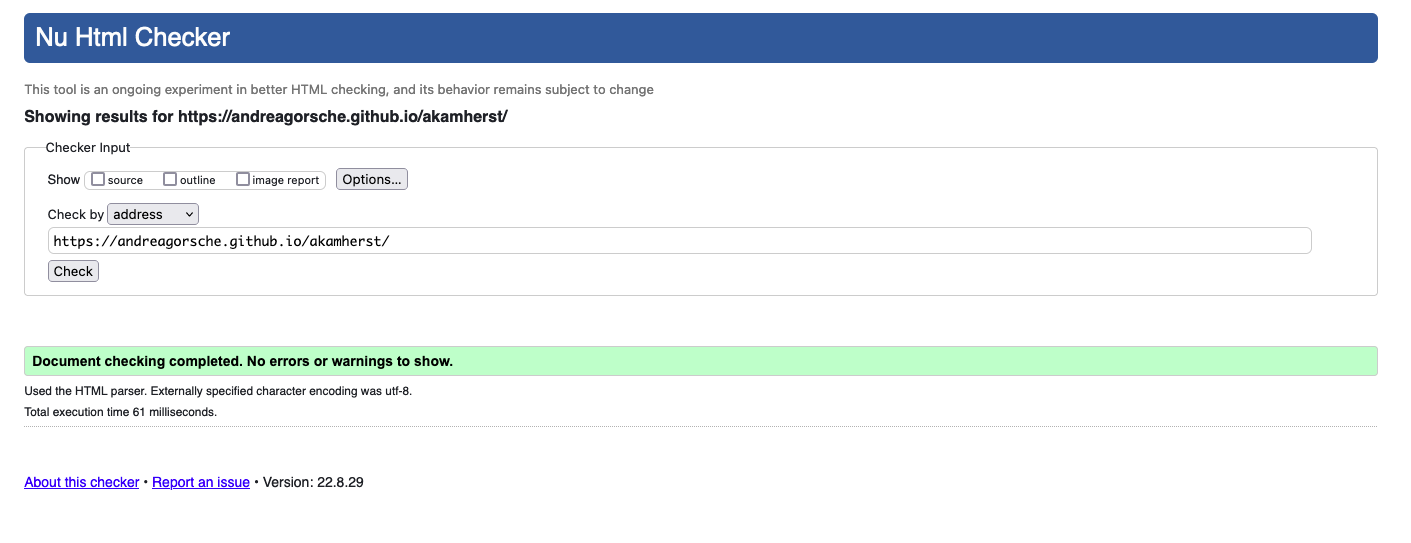 Nu Html Checker
This tool is an ongoing experiment in better HTML checking, and its behavior remains subject to change
Showing results for https://andreagorsche.github.io/akamherst/
Checker Input
Show source outline image report Options...
Check by address
https://andreagorsche.github.io/akamherst/
Check
Document checking completed. No errors or warnings to show.
Used the HTML parser. Externally specified character encoding was utf-8.
Total execution time 61 milliseconds.
About this checker • Report an issue • Version: 22.8.29